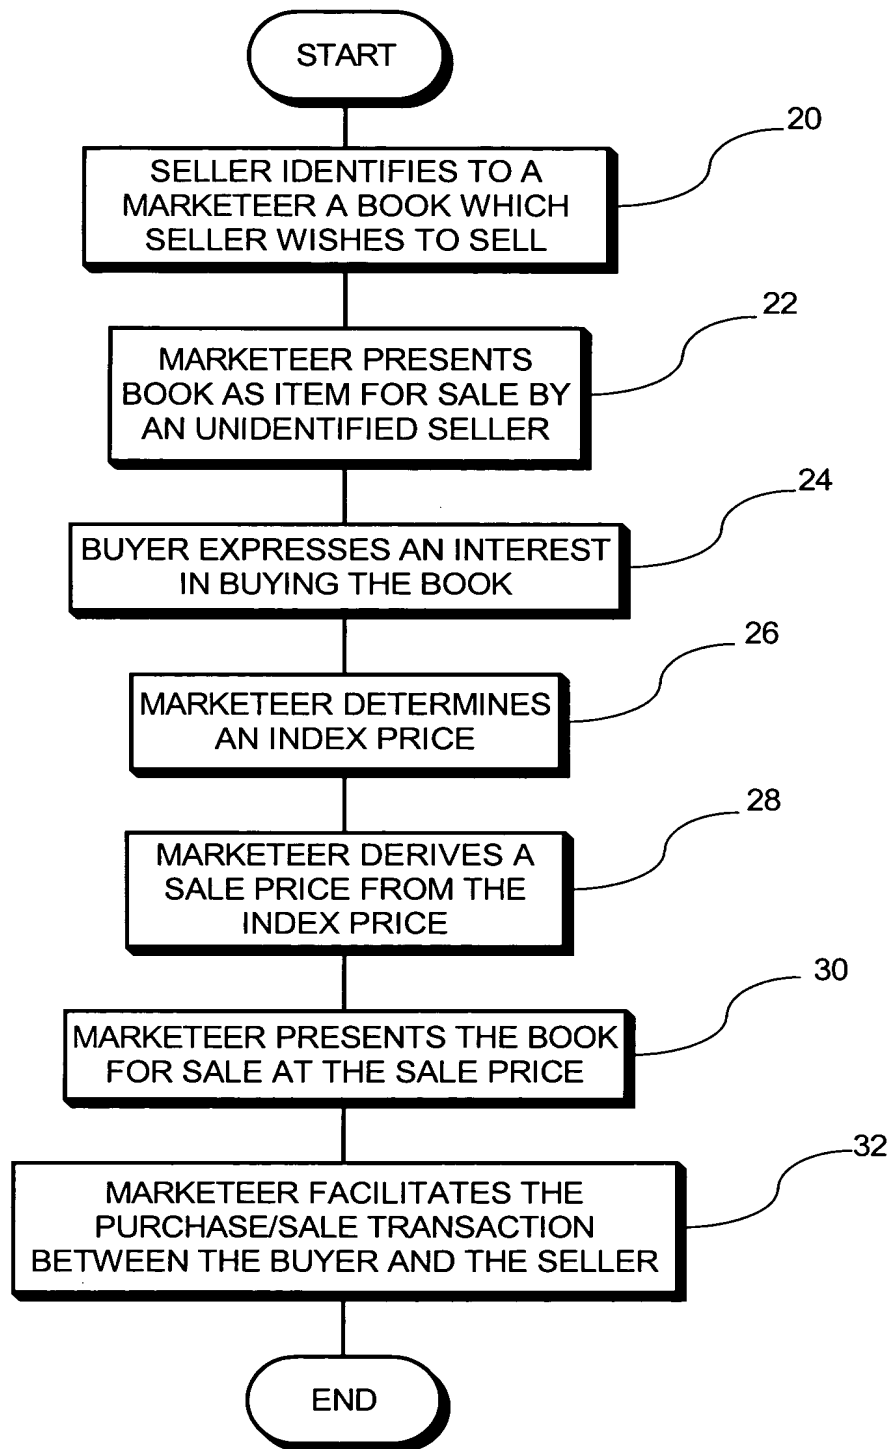 START
20
SELLER IDENTIFIES TO A
MARKETEER A BOOK WHICH
SELLER WISHES TO SELL
22
MARKETEER PRESENTS
BOOK AS ITEM FOR SALE BY
AN UNIDENTIFIED SELLER
24
BUYER EXPRESSES AN INTEREST
IN BUYING THE BOOK
26
MARKETEER DETERMINES
AN INDEX PRICE
28
MARKETEER DERIVES A
SALE PRICE FROM THE
INDEX PRICE
30
MARKETEER PRESENTS THE BOOK
FOR SALE AT THE SALE PRICE
32
MARKETEER FACILITATES THE
PURCHASE/SALE TRANSACTION
BETWEEN THE BUYER AND THE SELLER
END